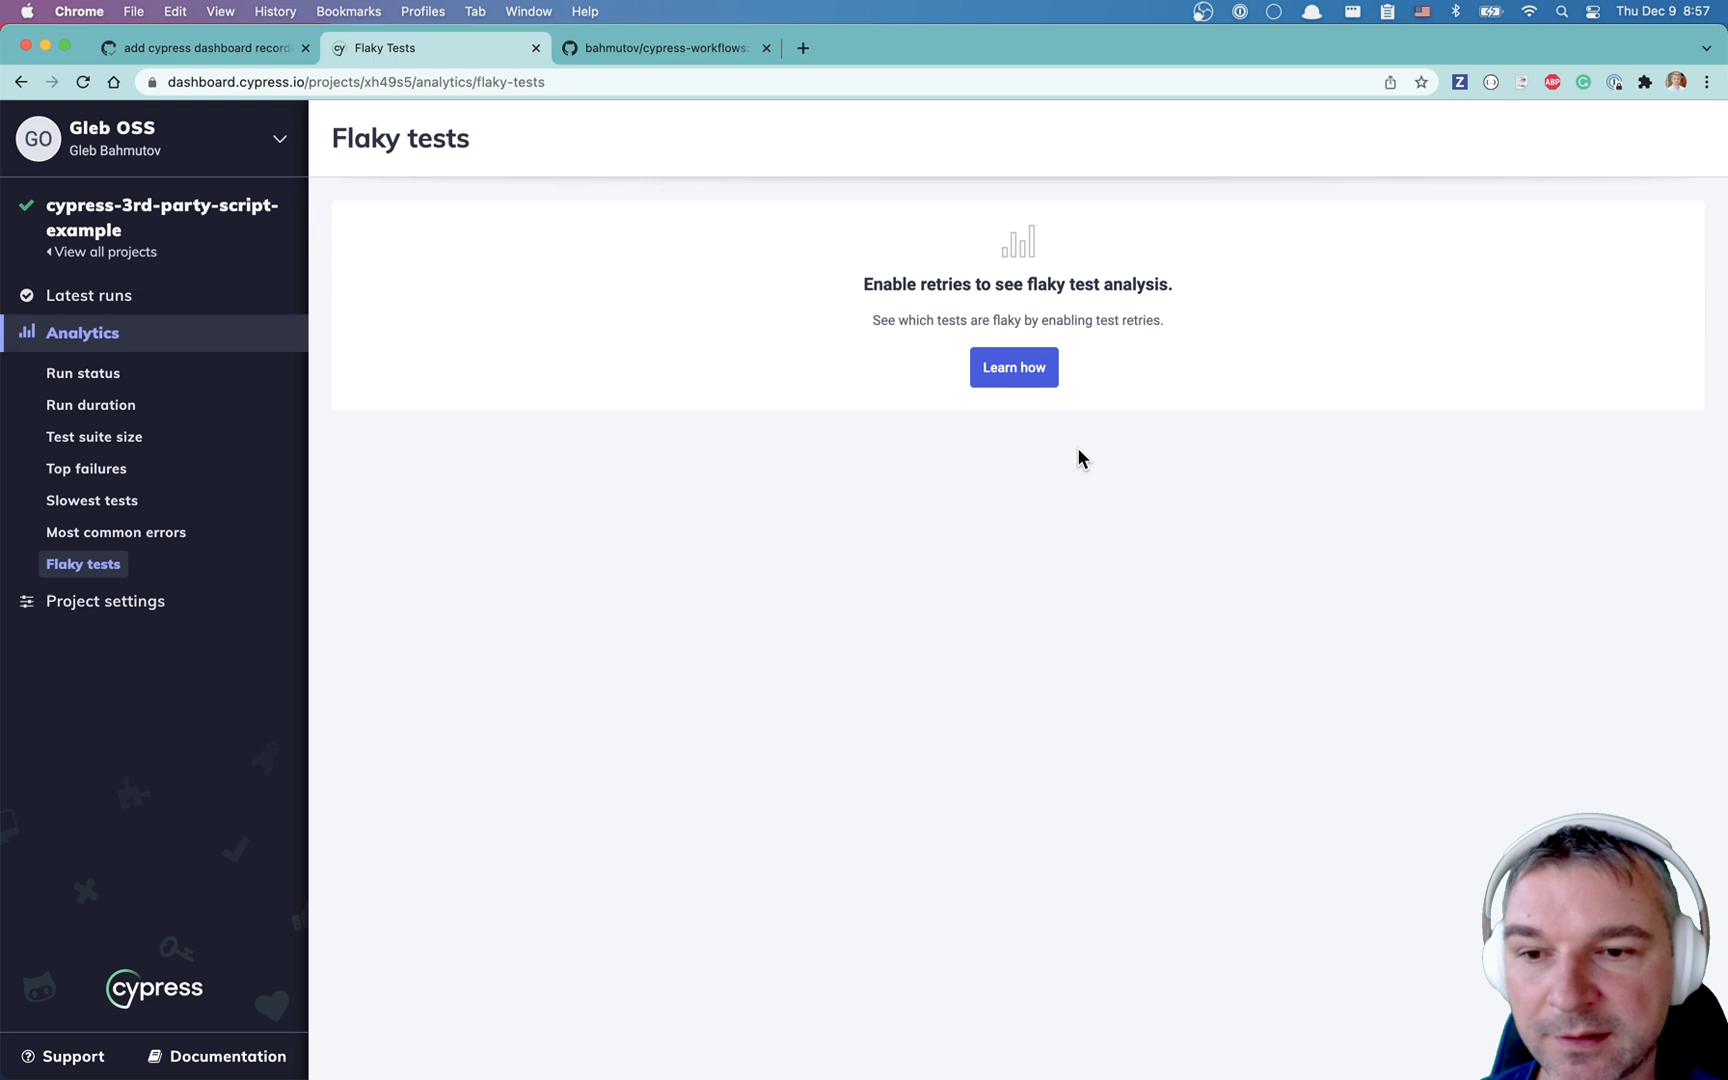 Chrome File Edit View History Bookmarks Profiles Tab Window Help Thu Dec 9 8:57
add cypress dashboard record Flaky Tests bahmutov/cypress-workflows:
dashboard.cypress.io/projects/xh49s5/analytics/flaky-tests
Z ABP G
GO Gleb OSS
Gleb Bahmutov
cypress-3rd-party-script-
example
View all projects
Latest runs
Analytics
Run status
Run duration
Test suite size
Top failures
Slowest tests
Most common errors
Flaky tests
Project settings
cypress
Support Documentation
Flaky tests
Enable retries to see flaky test analysis.
See which tests are flaky by enabling test retries.
Learn how